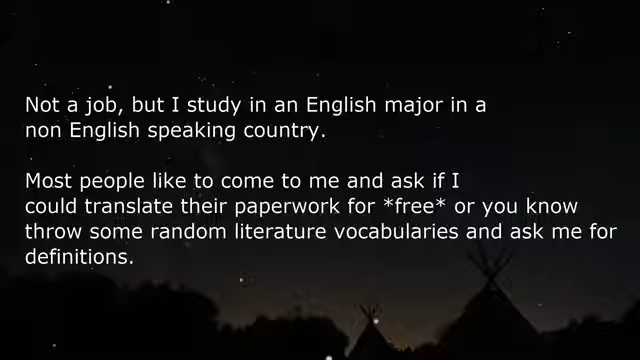 Not a job, but I study in an English major in a
non English speaking country.
Most people like to come to me and ask if I
could translate their paperwork for *free* or you know
throw some random literature vocabularies and ask me for
definitions.